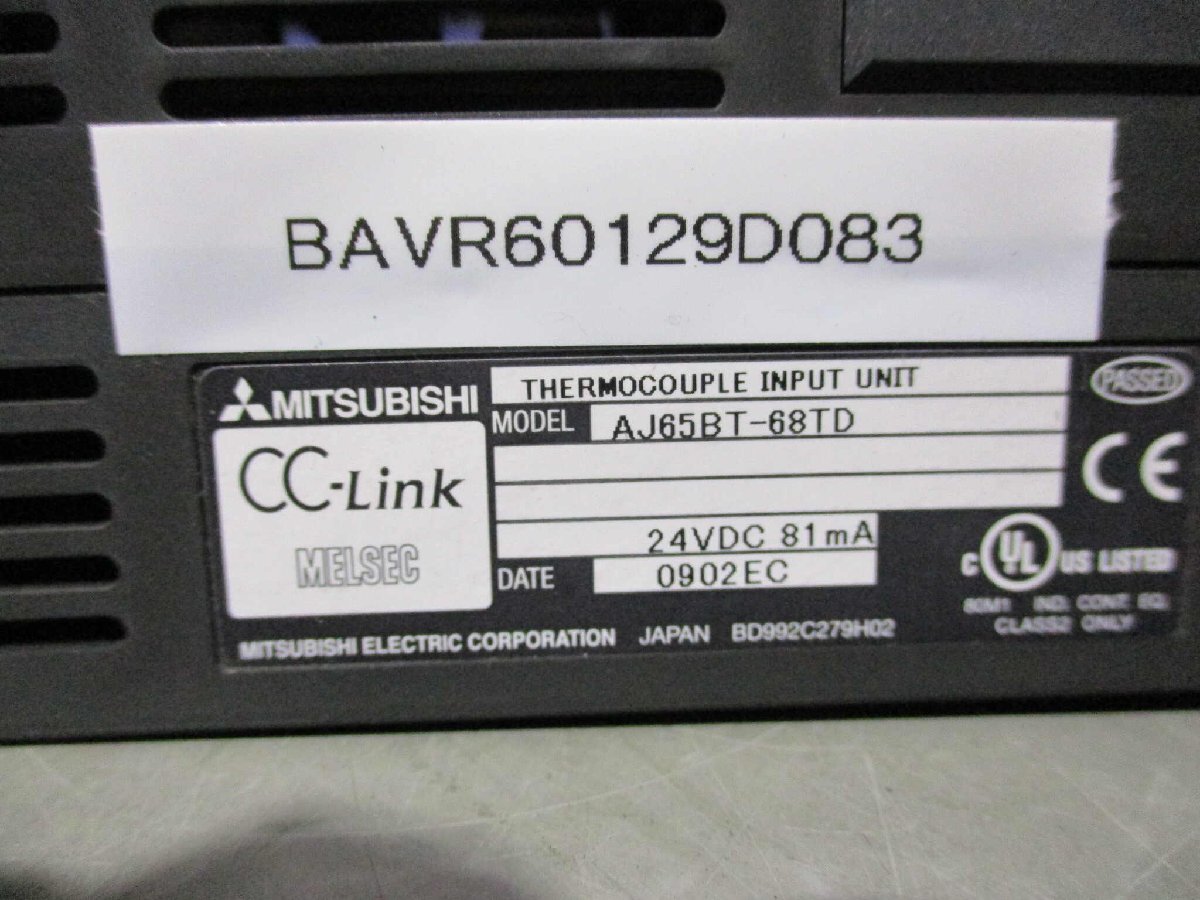 BAVR60129D083
MITSUBISHI
THERMOCOUPLE INPUT UNIT
PASSED
MODEL AJ65BT-68TD
CC-Link
MELSEC
CE
24VDC 81mA
DATE 0902EC
C UL US LISTED
80M1 IND. CONT. EQ.
CLASS2 ONLY
MITSUBISHI ELECTRIC CORPORATION JAPAN BD992C279H02